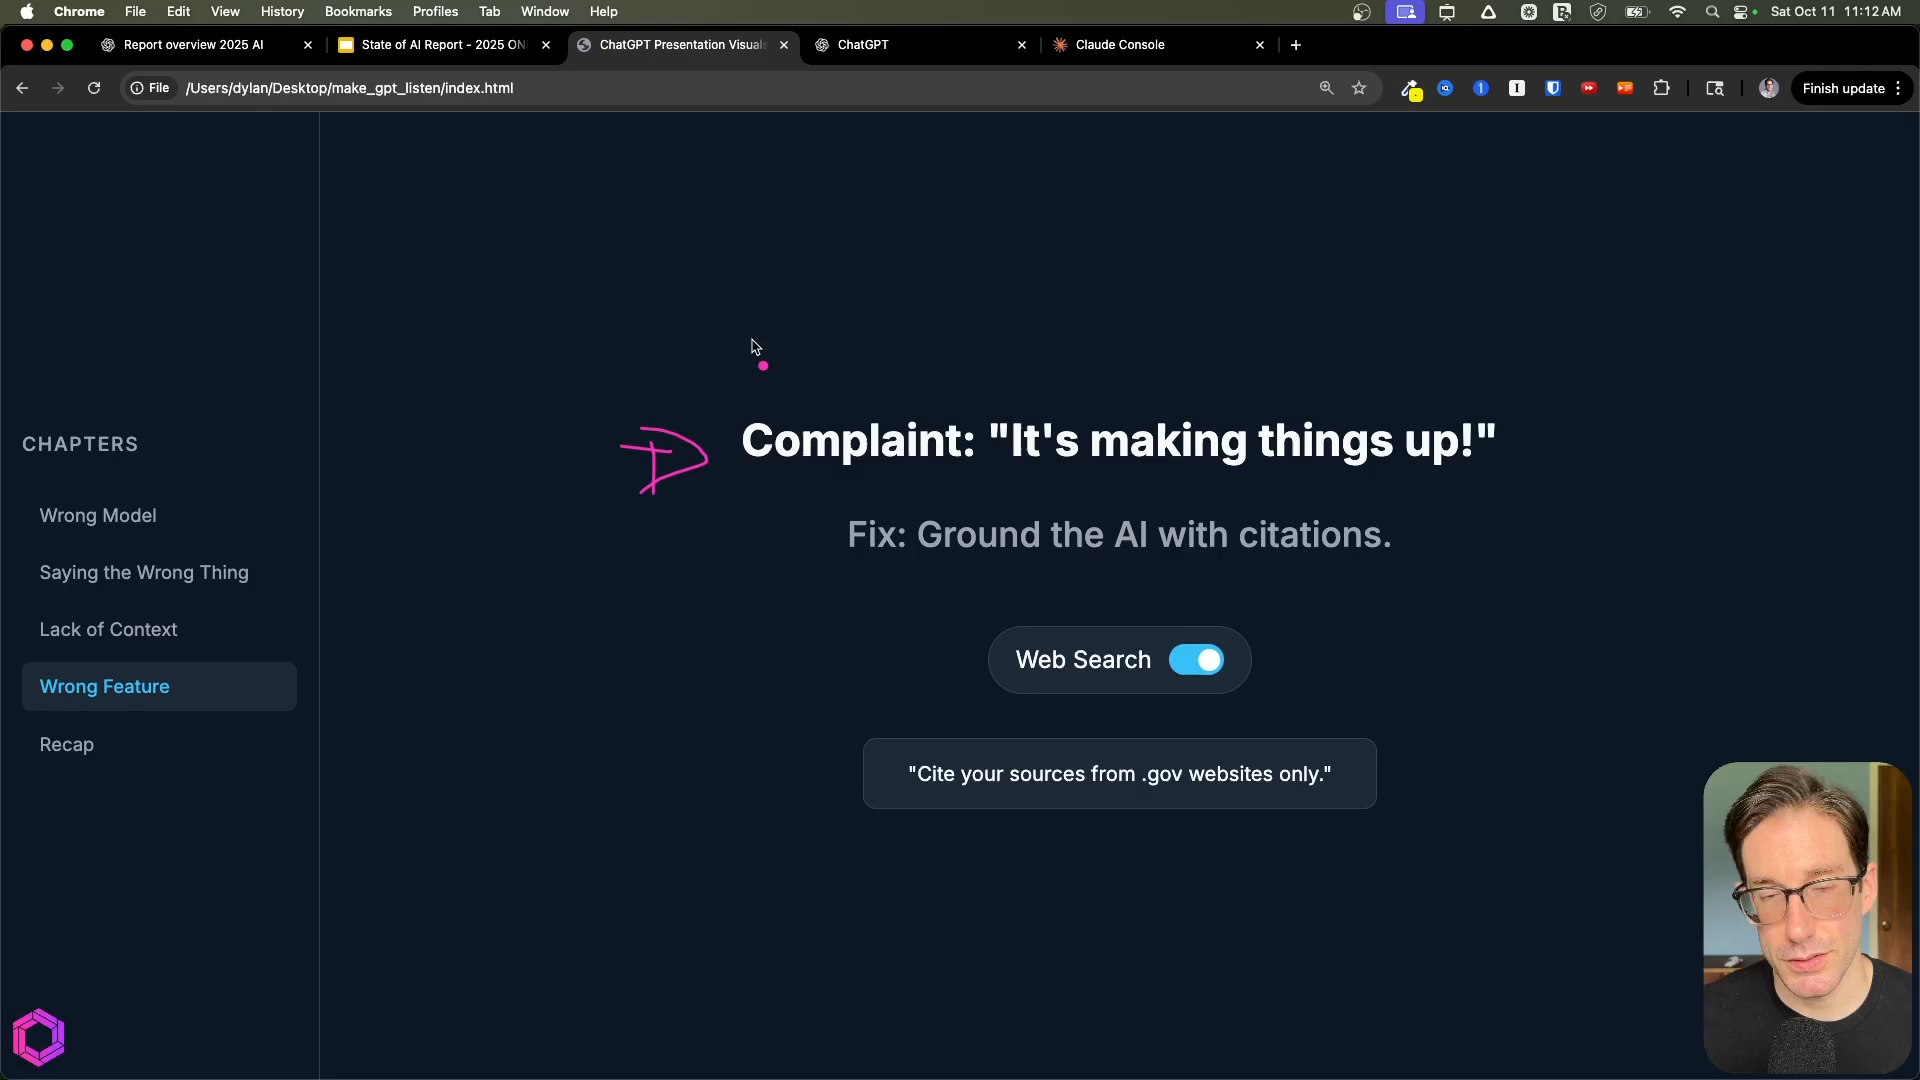 Chrome File Edit View History Bookmarks Profiles Tab Window Help Sat Oct 11 11:12 AM
Report overview 2025 AI State of AI Report - 2025 ON ChatGPT Presentation Visuals ChatGPT Claude Console
File /Users/dylan/Desktop/make_gpt_listen/index.html Finish update
CHAPTERS
Wrong Model
Saying the Wrong Thing
Lack of Context
Wrong Feature
Recap
Complaint: "It's making things up!"
Fix: Ground the AI with citations.
Web Search
"Cite your sources from .gov websites only."